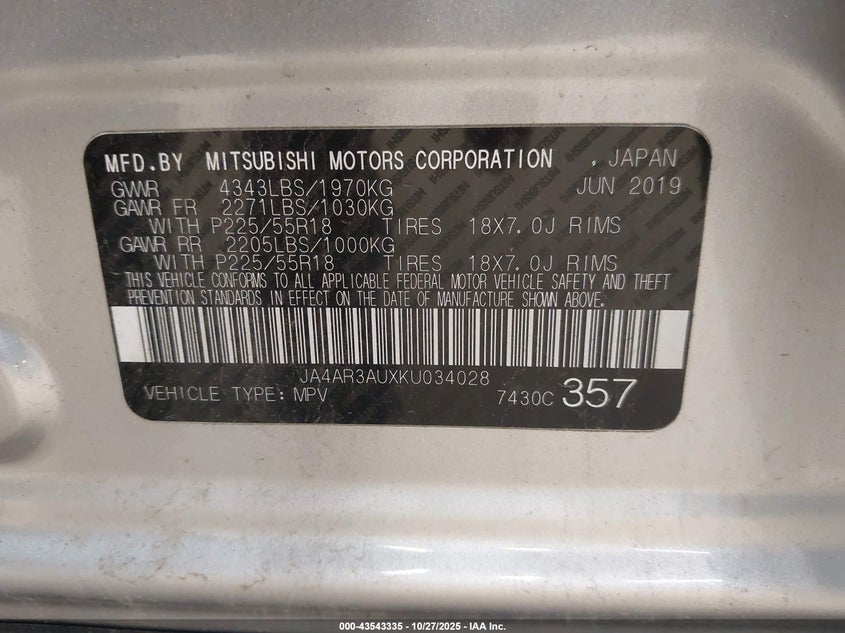 MFD.BY MITSUBISHI MOTORS CORPORATION , JAPAN
GVWR 4343LBS/1970KG JUN 2019
GAWR FR 2271LBS/1030KG
WITH P225/55R18 TIRES 18X7.0J RIMS
GAWR RR 2205LBS/1000KG
WITH P225/55R18 TIRES 18X7.0J RIMS
THIS VEHICLE CONFORMS TO ALL APPLICABLE FEDERAL MOTOR VEHICLE SAFETY AND THEFT
PREVENTION STANDARDS IN EFFECT ON THE DATE OF MANUFACTURE SHOWN ABOVE.
JA4AR3AUXKU034028
VEHICLE TYPE: MPV 7430C 357
000-43543335 - 10/27/2025 - IAA Inc.